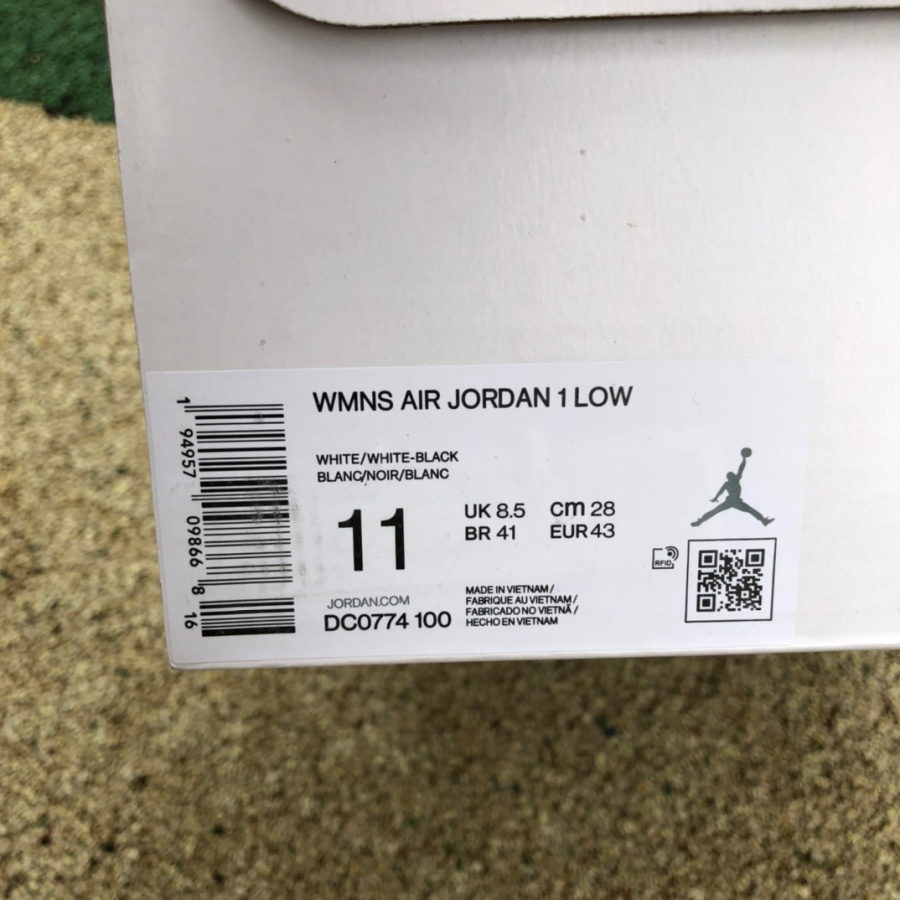 WMNS AIR JORDAN 1 LOW
WHITE/WHITE-BLACK
BLANC/NOIR/BLANC
11
UK 8.5 cm 28
BR 41 EUR 43
JORDAN.COM
DC0774 100
MADE IN VIETNAM /
FABRIQUE AU VIETNAM /
FABRICADO NO VIETNÃ /
HECHO EN VIETNAM
RFID
1 94957 09866 8 16